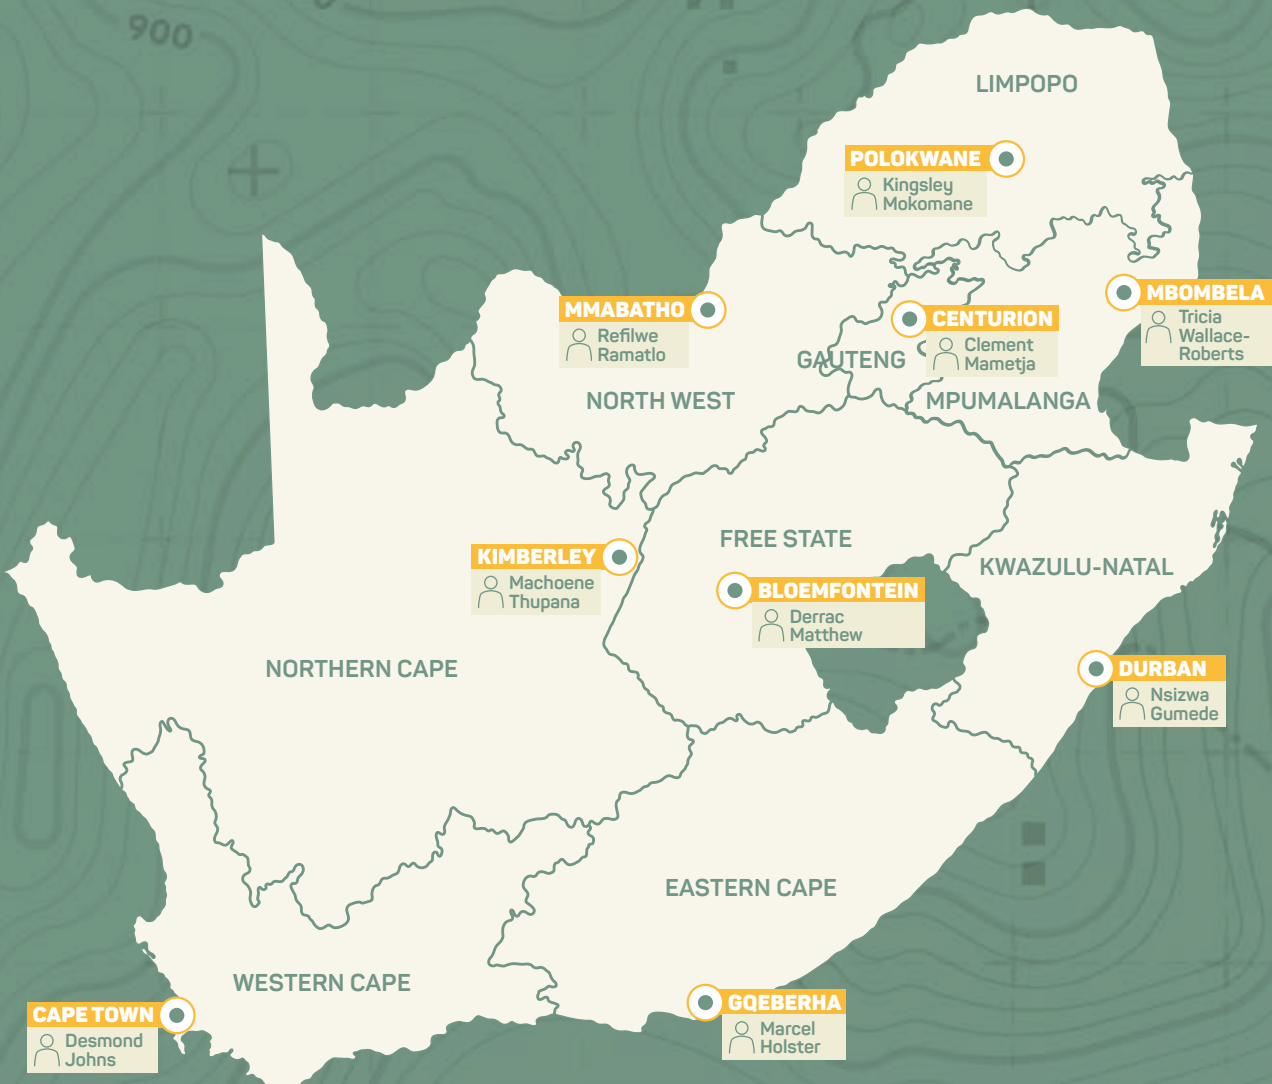 900
LIMPOPO
POLOKWANE
Kingsley
Mokomane
MBOMBELA
Tricia
Wallace-
Roberts
MMABATHO
Refilwe
Ramatlo
CENTURION
Clement
Mametja
GAUTENG
NORTH WEST
MPUMALANGA
FREE STATE
KIMBERLEY
Machoene
Thupana
KWAZULU-NATAL
BLOEMFONTEIN
Derrac
Matthew
NORTHERN CAPE
DURBAN
Nsizwa
Gumede
EASTERN CAPE
WESTERN CAPE
CAPE TOWN
Desmond
Johns
GQEBERHA
Marcel
Holster